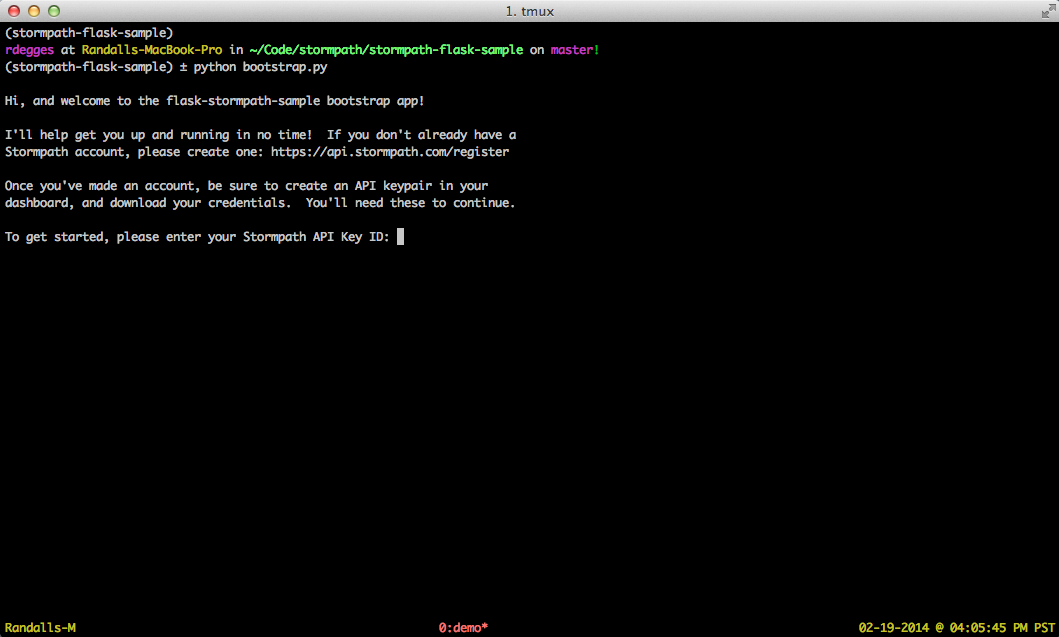 1. tmux
(stormpath-flask-sample)
rdegges at Randalls-MacBook-Pro in ~/Code/stormpath/stormpath-flask-sample on master!
(stormpath-flask-sample) ± python bootstrap.py
Hi, and welcome to the flask-stormpath-sample bootstrap app!
I'll help get you up and running in no time!  If you don't already have a
Stormpath account, please create one: https://api.stormpath.com/register
Once you've made an account, be sure to create an API keypair in your
dashboard, and download your credentials.  You'll need these to continue.
To get started, please enter your Stormpath API Key ID:
Randalls-M 0:demo* 02-19-2014 @ 04:05:45 PM PST